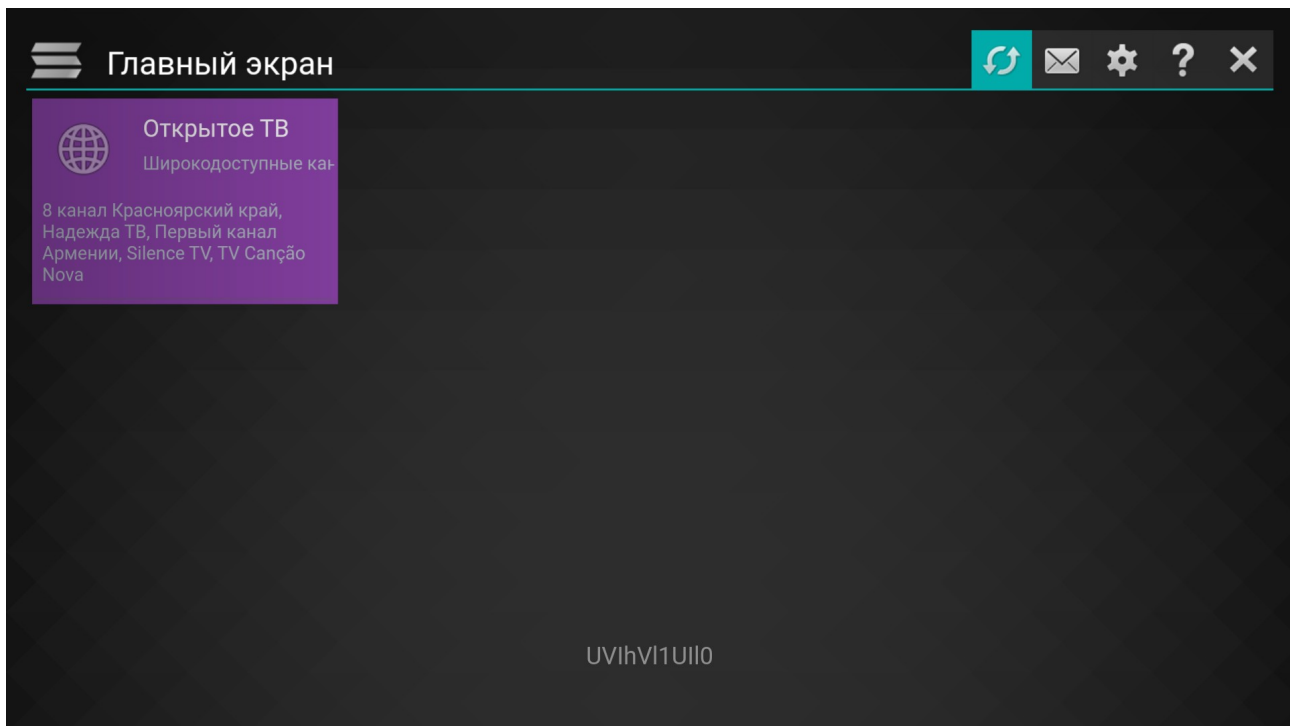 Главный экран
?
Открытое ТВ
Широкодоступные кан
8 канал Красноярский край,
Надежда ТВ, Первый канал
Армении, Silence TV, TV Canção
Nova